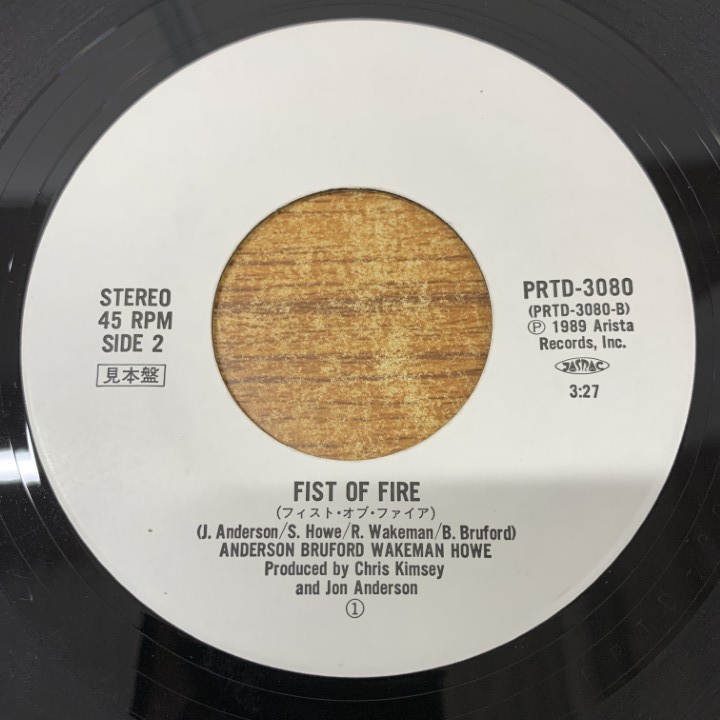 STEREO
45 RPM
SIDE 2
見本盤
PRTD-3080
(PRTD-3080-B)
Ⓟ 1989 Arista
Records, Inc.
JASRAC
3:27
FIST OF FIRE
(フィスト・オブ・ファイア)
(J. Anderson/S. Howe/R. Wakeman/B. Bruford)
ANDERSON BRUFORD WAKEMAN HOWE
Produced by Chris Kimsey
and Jon Anderson
①